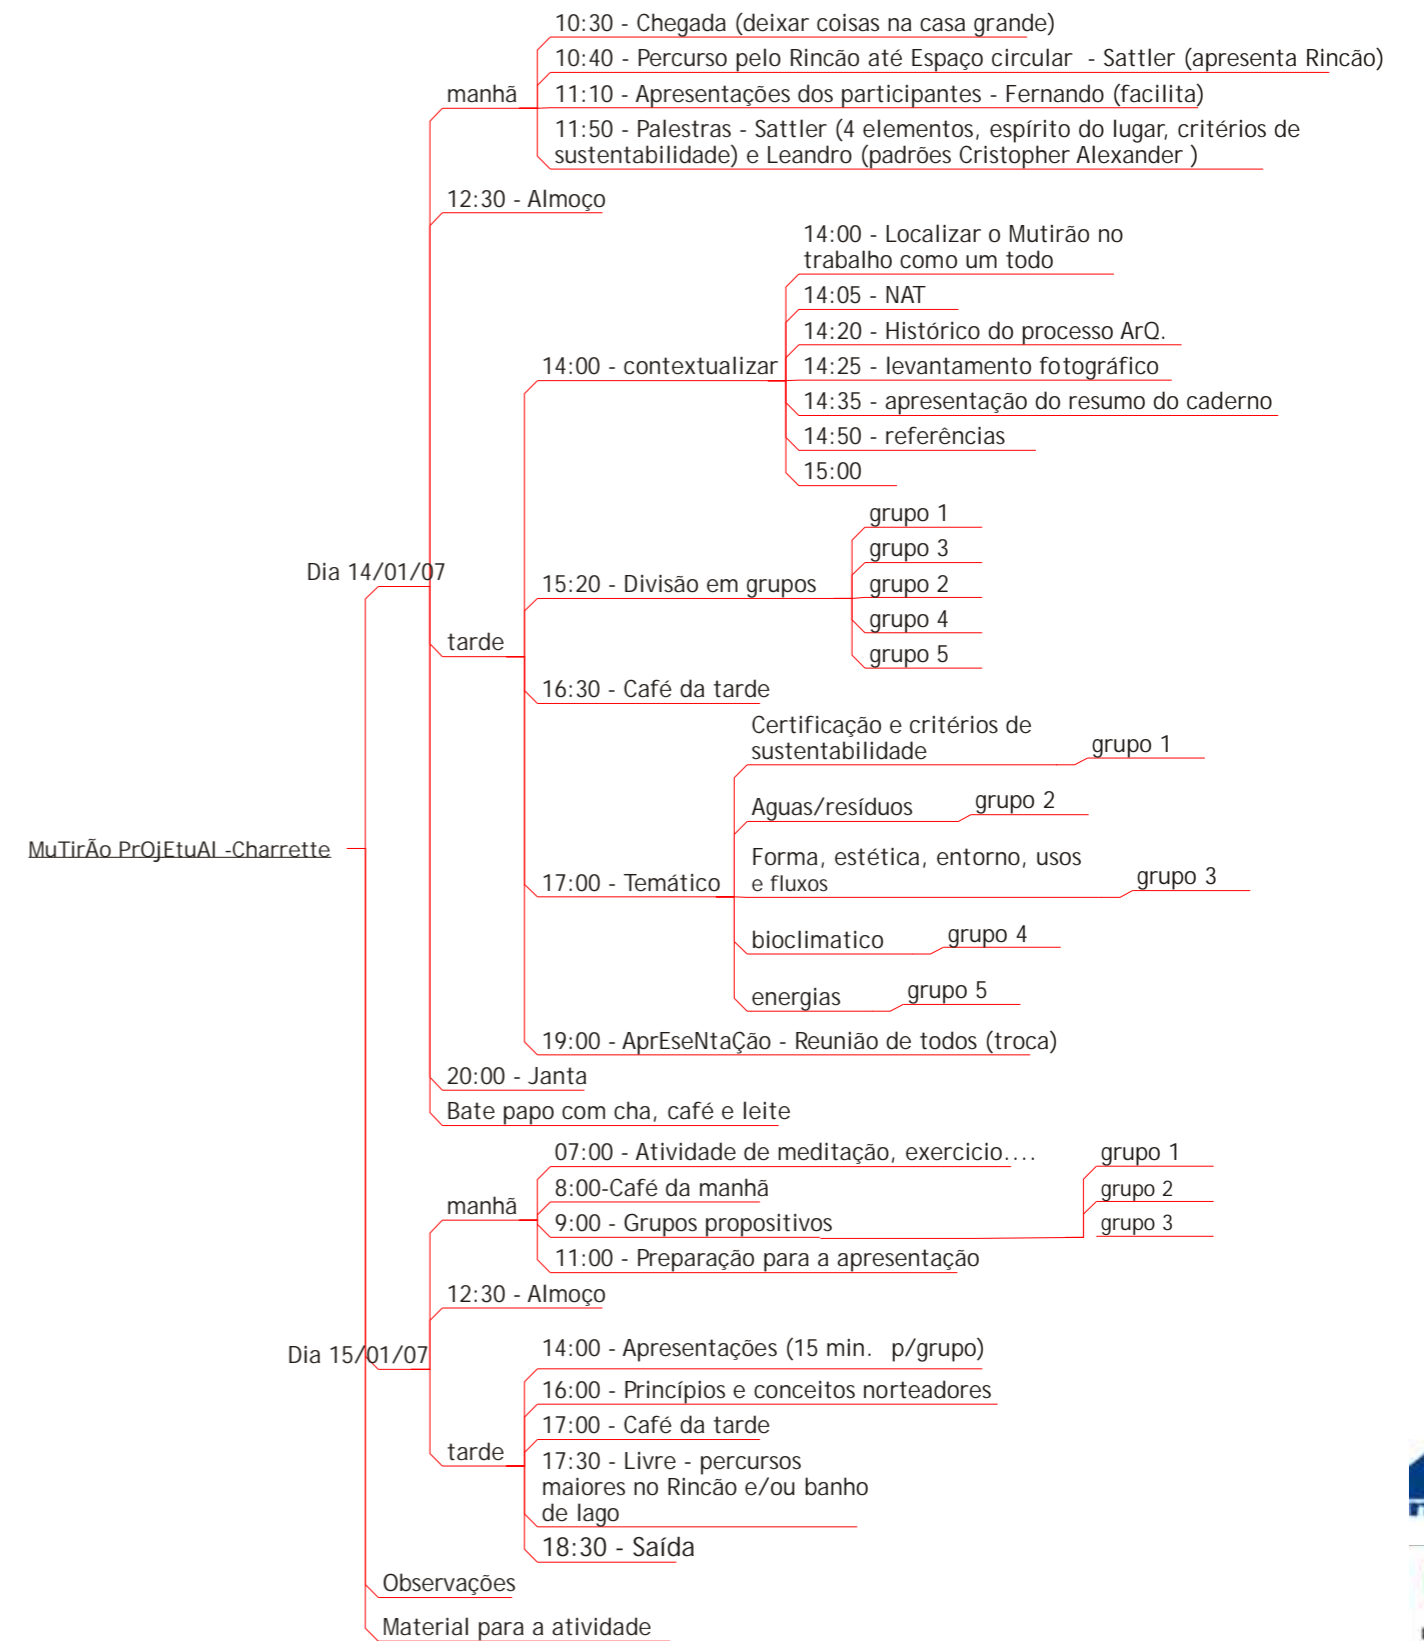 10:30 - Chegada (deixar coisas na casa grande)
10:40 - Percurso pelo Rincão até Espaço circular - Sattler (apresenta Rincão)
manhã
11:10 - Apresentações dos participantes - Fernando (facilita)
11:50 - Palestras - Sattler (4 elementos, espírito do lugar, critérios de
sustentabilidade) e Leandro (padrões Cristopher Alexander )
12:30 - Almoço
14:00 - Localizar o Mutirão no
trabalho como um todo
14:05 - NAT
14:20 - Histórico do processo ArQ.
14:00 - contextualizar
14:25 - levantamento fotográfico
14:35 - apresentação do resumo do caderno
14:50 - referências
15:00
grupo 1
grupo 3
Dia 14/01/07
15:20 - Divisão em grupos
grupo 2
grupo 4
tarde
grupo 5
16:30 - Café da tarde
Certificação e critérios de
sustentabilidade
grupo 1
Aguas/resíduos
grupo 2
MuTirÃo PrOjEtuAl -Charrette
Forma, estética, entorno, usos
e fluxos
grupo 3
17:00 - Temático
bioclimatico
grupo 4
energias
grupo 5
19:00 - AprEseNtaÇão - Reunião de todos (troca)
20:00 - Janta
Bate papo com cha, café e leite
07:00 - Atividade de meditação, exercicio....
grupo 1
8:00-Café da manhã
grupo 2
manhã
9:00 - Grupos propositivos
grupo 3
11:00 - Preparação para a apresentação
12:30 - Almoço
Dia 15/01/07
14:00 - Apresentações (15 min. p/grupo)
16:00 - Princípios e conceitos norteadores
17:00 - Café da tarde
tarde
17:30 - Livre - percursos
maiores no Rincão e/ou banho
de lago
18:30 - Saída
Observações
Material para a atividade